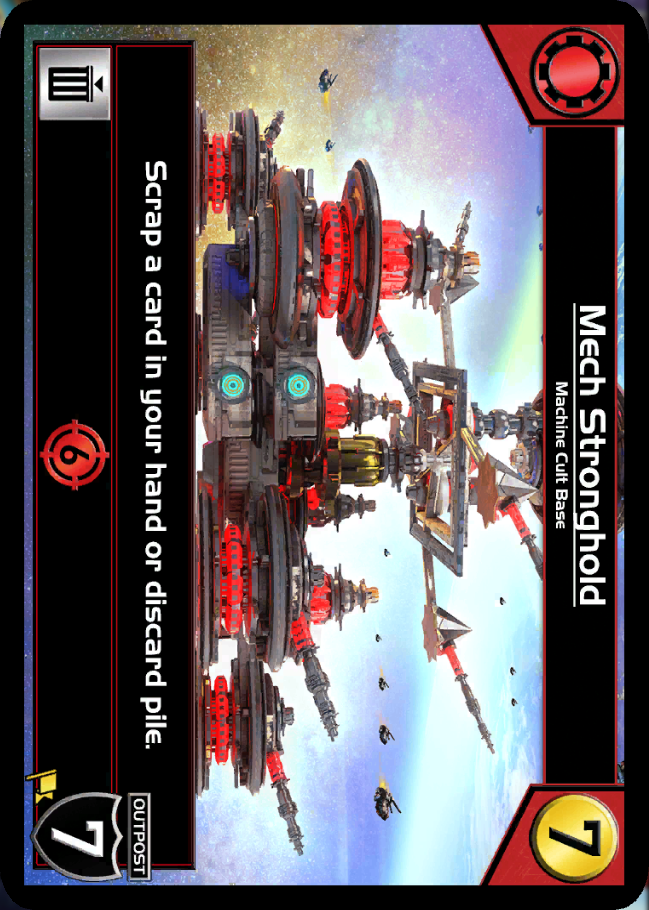 Mech Stronghold
Machine Cult Base
7
Scrap a card in your hand or discard pile.
OUTPOST
6
7